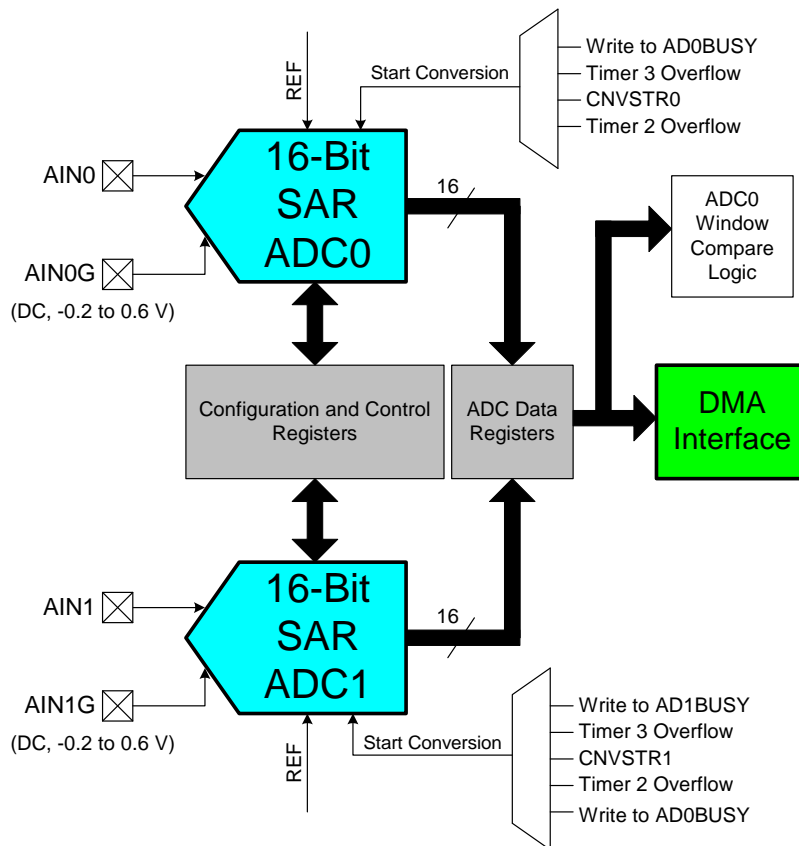 Write to AD0BUSY
Timer 3 Overflow
CNVSTR0
Timer 2 Overflow
Start Conversion
REF
AIN0
AIN0G
(DC, -0.2 to 0.6 V)
16-Bit
SAR
ADC0
16
ADC0
Window
Compare
Logic
Configuration and Control
Registers
ADC Data
Registers
DMA
Interface
AIN1
AIN1G
(DC, -0.2 to 0.6 V)
16-Bit
SAR
ADC1
16
REF
Start Conversion
Write to AD1BUSY
Timer 3 Overflow
CNVSTR1
Timer 2 Overflow
Write to AD0BUSY